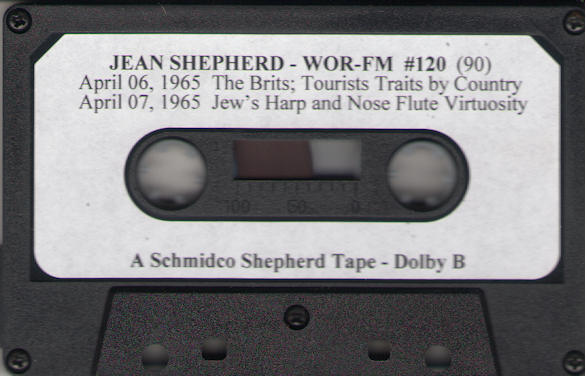 JEAN SHEPHERD - WOR-FM #120 (90)
April 06, 1965 The Brits; Tourists Traits by Country
April 07, 1965 Jew's Harp and Nose Flute Virtuosity
100 50 0
A Schmidco Shepherd Tape - Dolby B